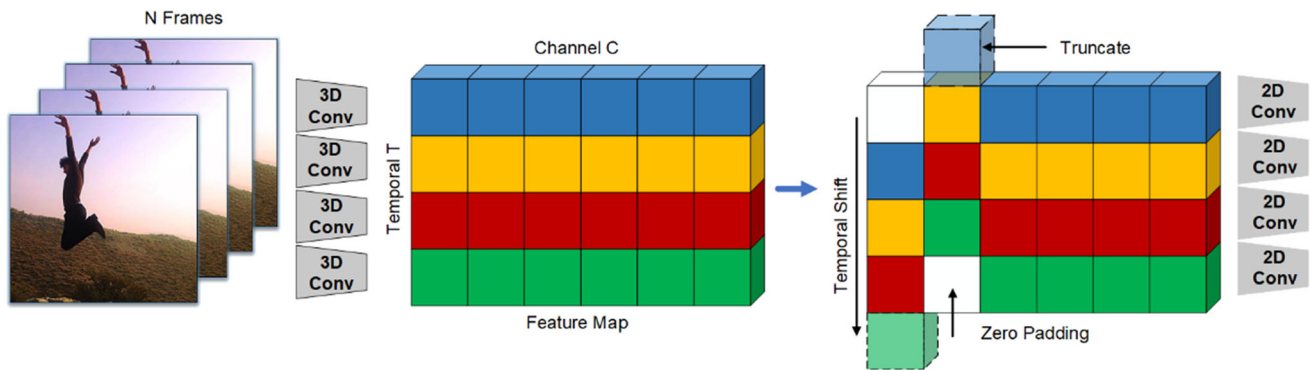 N Frames
3D
Conv
3D
Conv
3D
Conv
3D
Conv
Channel C
Temporal T
Feature Map
Truncate
Temporal Shift
Zero Padding
2D
Conv
2D
Conv
2D
Conv
2D
Conv